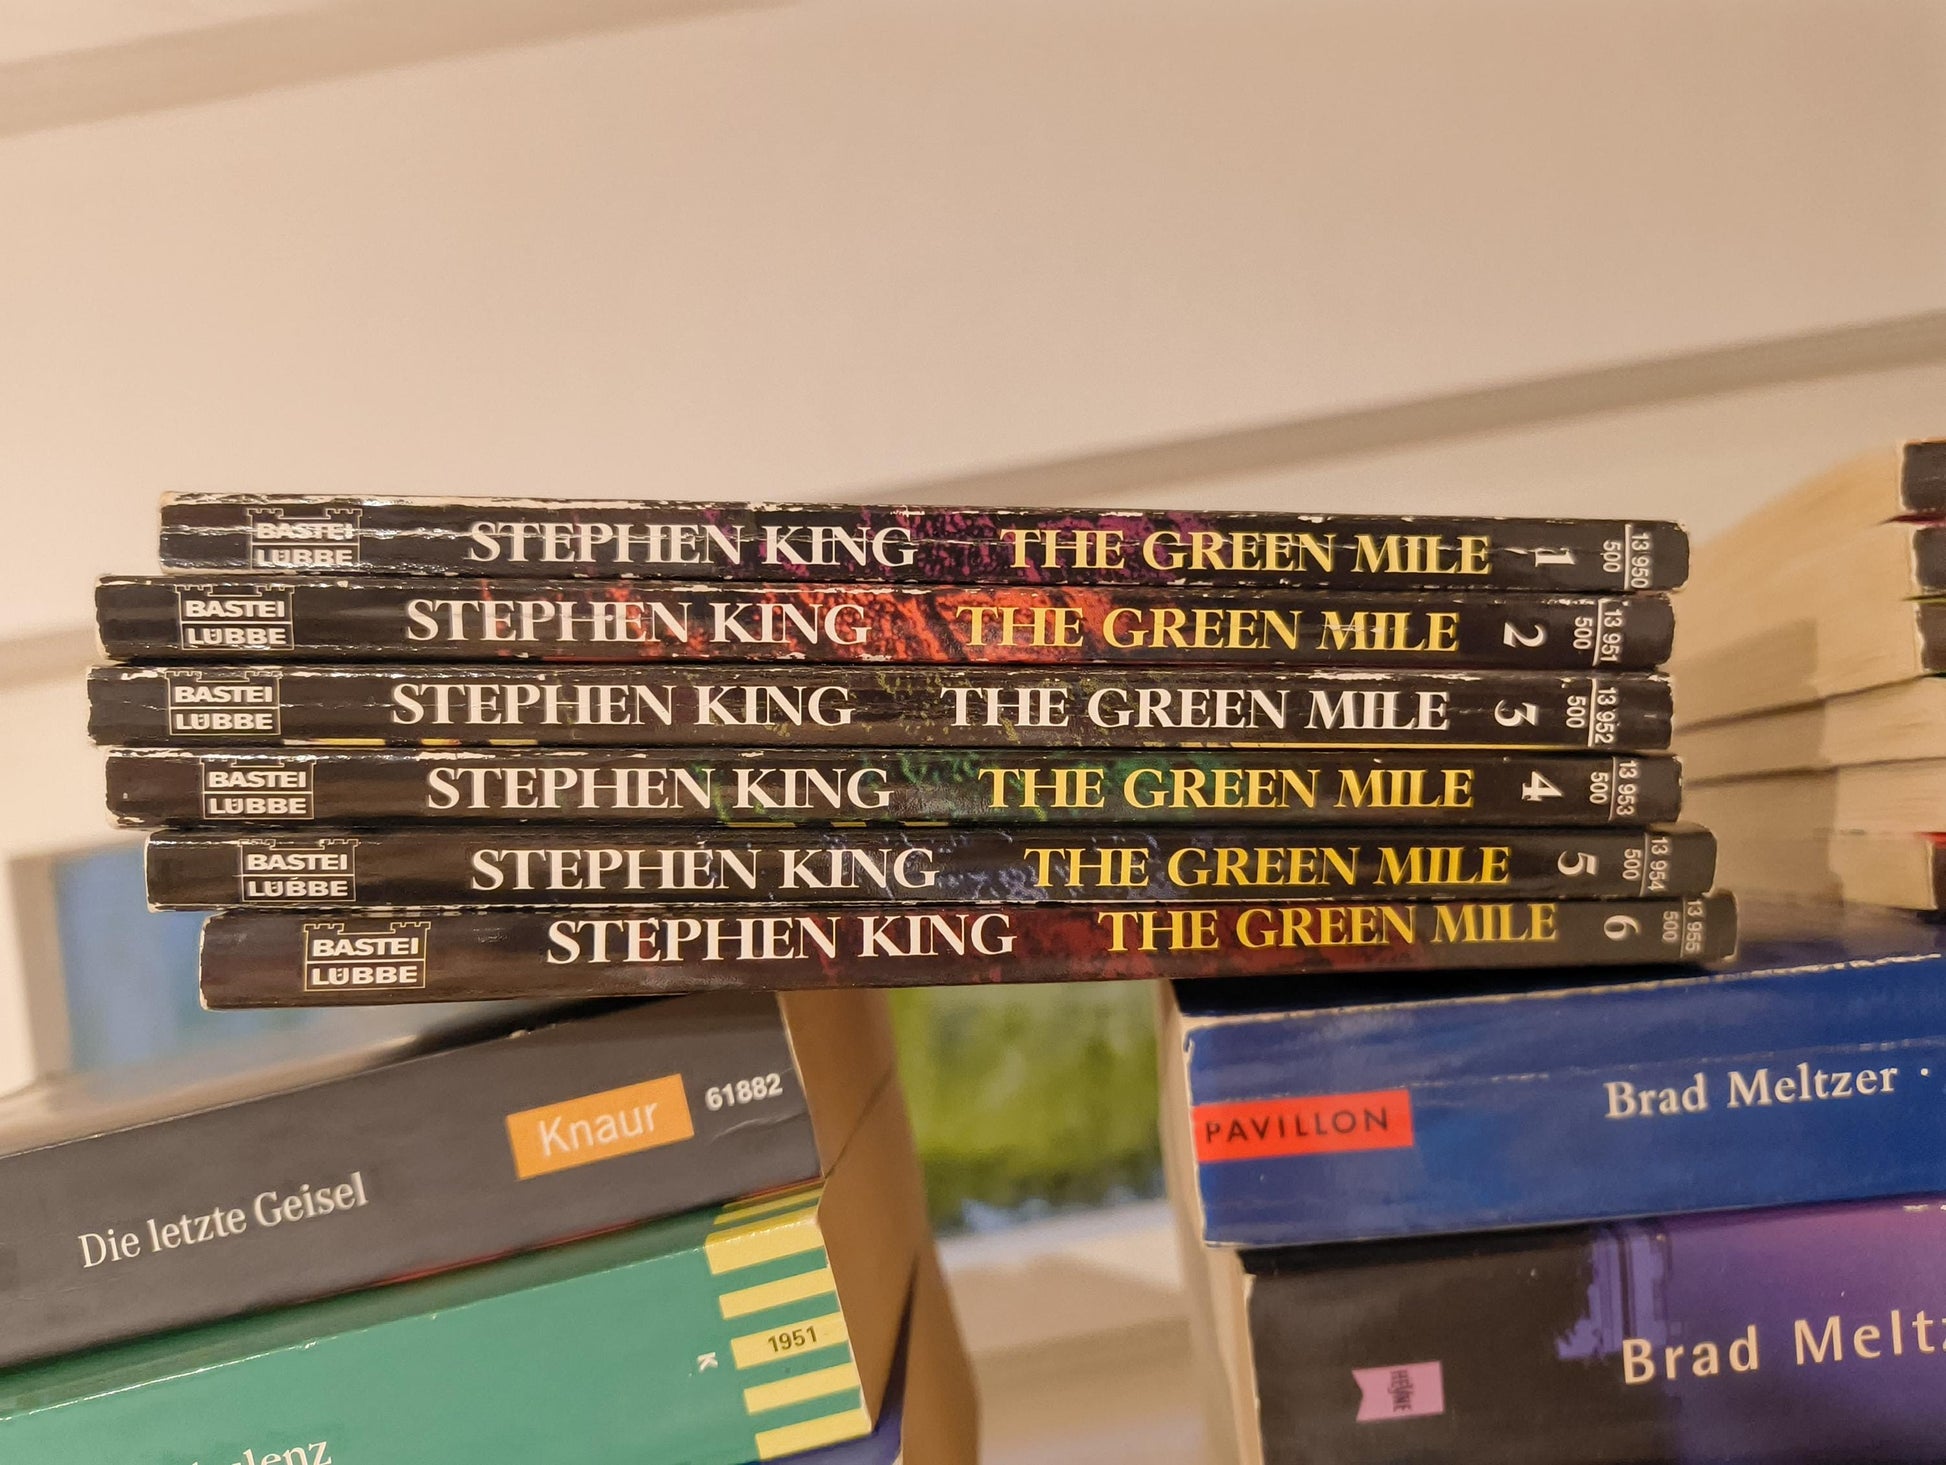 BASTEI LÜBBE STEPHEN KING THE GREEN MILE 1 13 950 500
BASTEI LÜBBE STEPHEN KING THE GREEN MILE 2 13 951 500
BASTEI LÜBBE STEPHEN KING THE GREEN MILE 3 13 952 500
BASTEI LÜBBE STEPHEN KING THE GREEN MILE 4 13 953 500
BASTEI LÜBBE STEPHEN KING THE GREEN MILE 5 13 954 500
BASTEI LÜBBE STEPHEN KING THE GREEN MILE 6 13 955 500
Die letzte Geisel Knaur 61882
K 1951
PAVILLON Brad Meltzer ·
HEYNE Brad